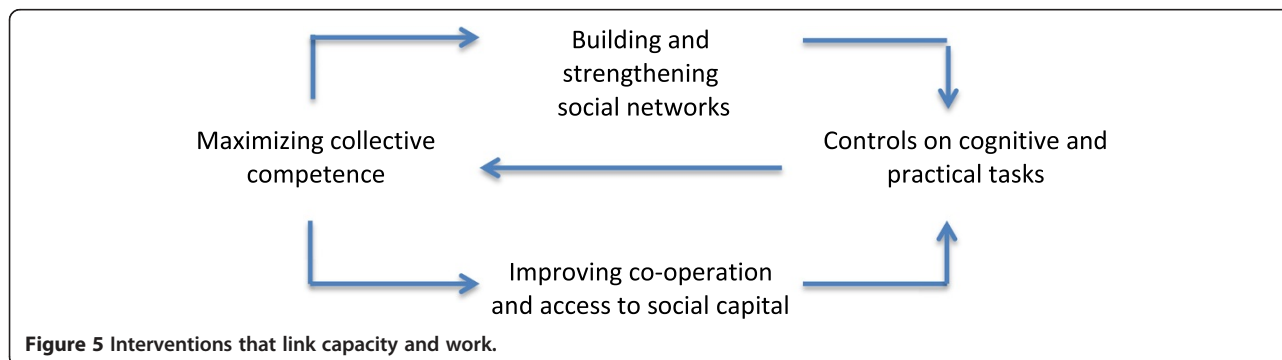 Building and
strengthening
social networks
Maximizing collective
competence
Controls on cognitive and
practical tasks
Improving co-operation
and access to social capital
Figure 5 Interventions that link capacity and work.